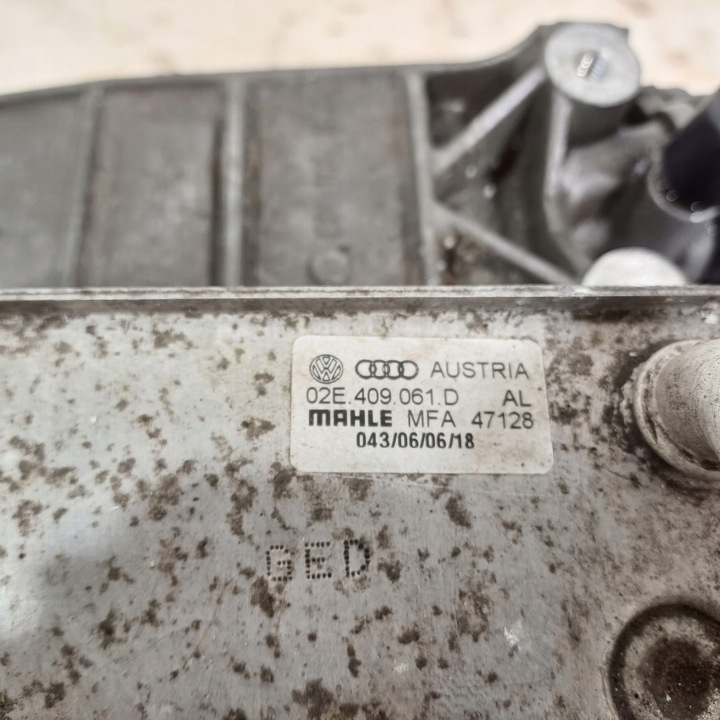 AUSTRIA
02E.409.061.D AL
MAHLE MFA 47128
043/06/06/18
GED